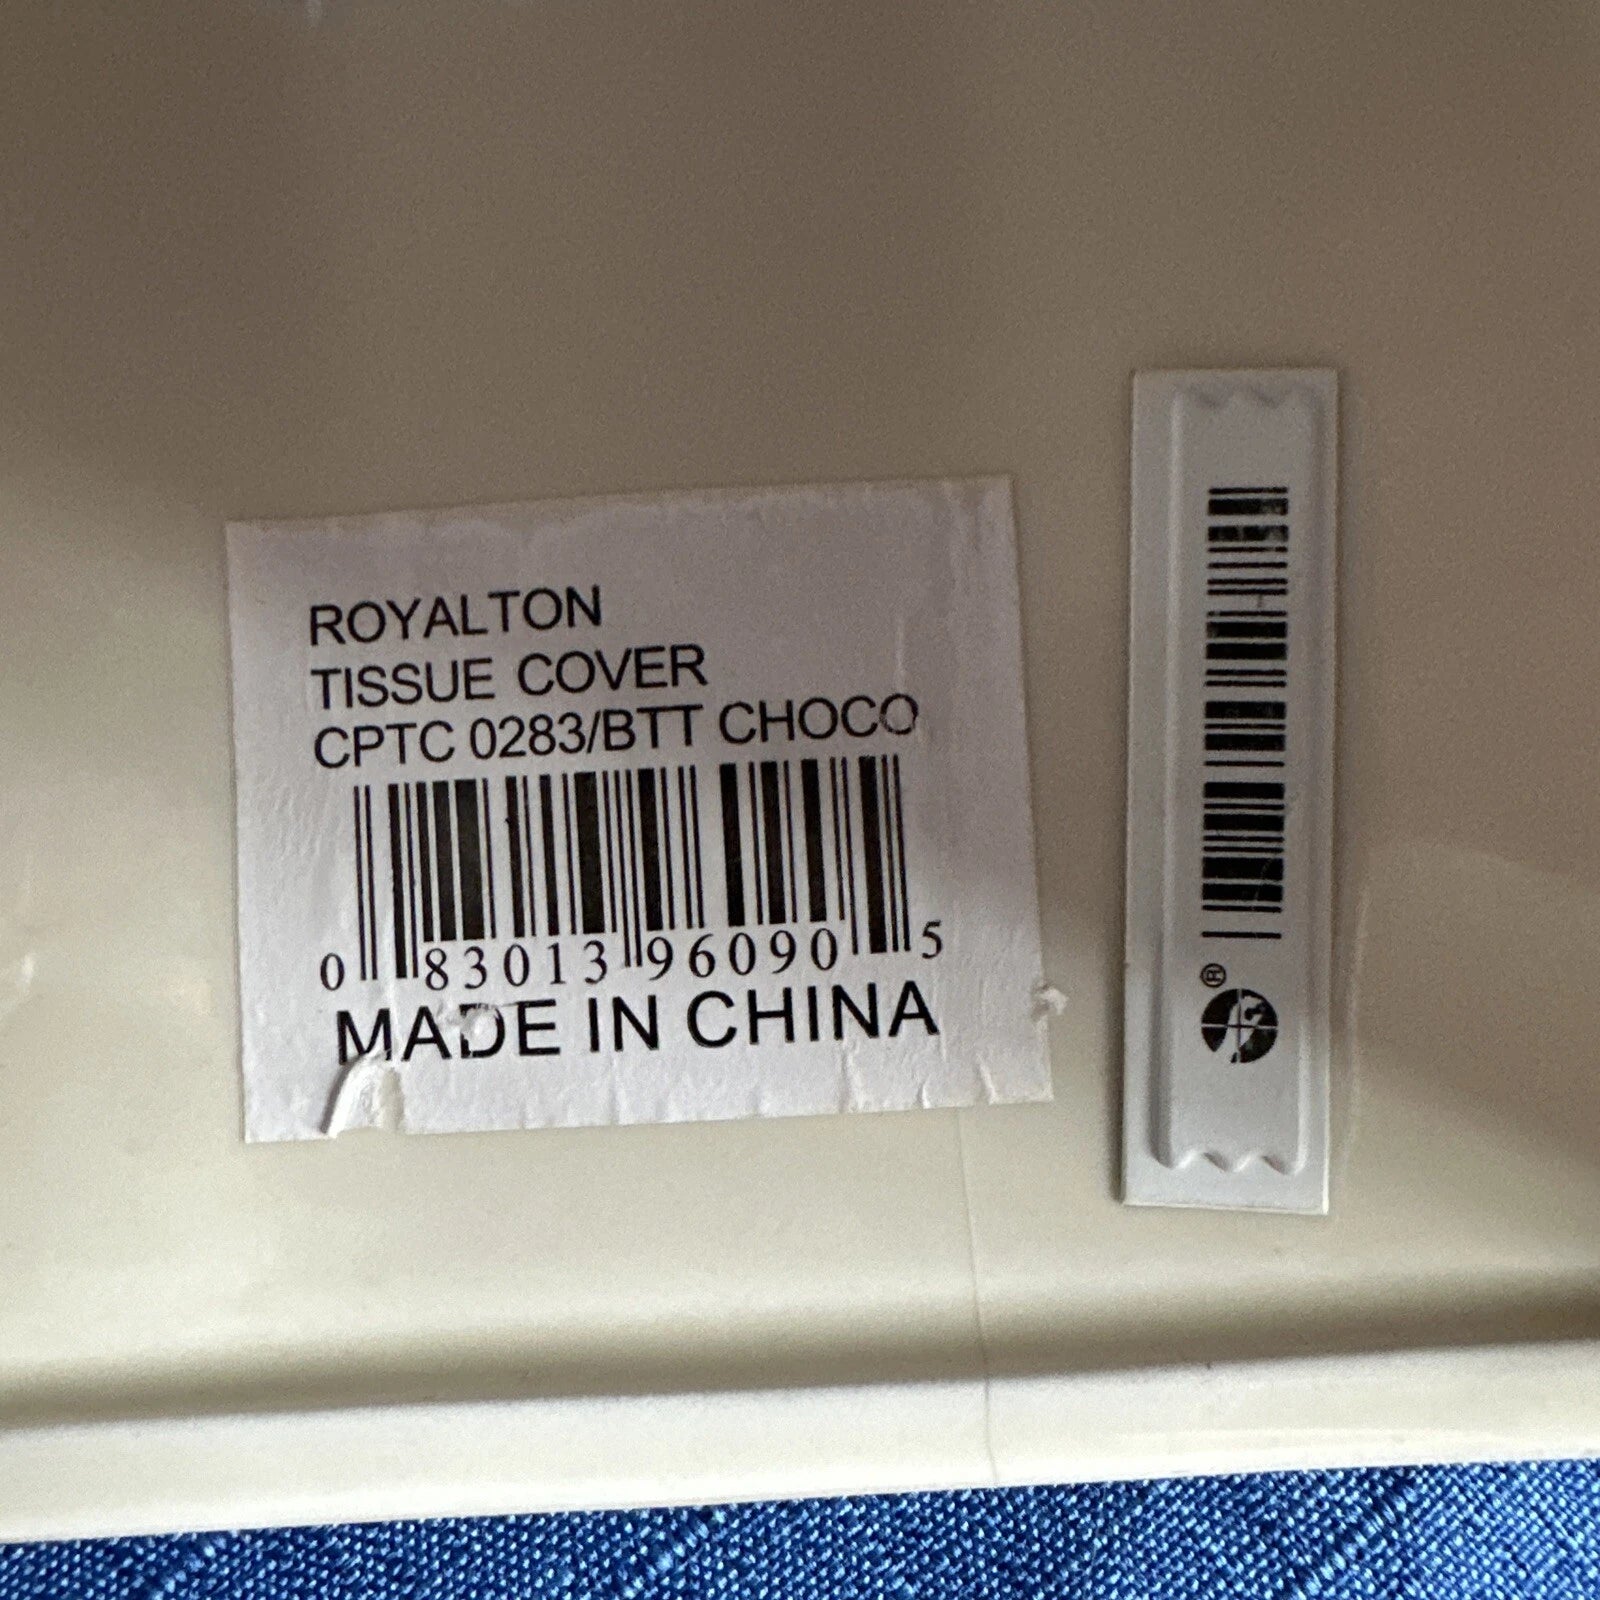 ROYALTON
TISSUE COVER
CPTC 0283/BTT CHOCO
0 83013 96090 5
MADE IN CHINA
®